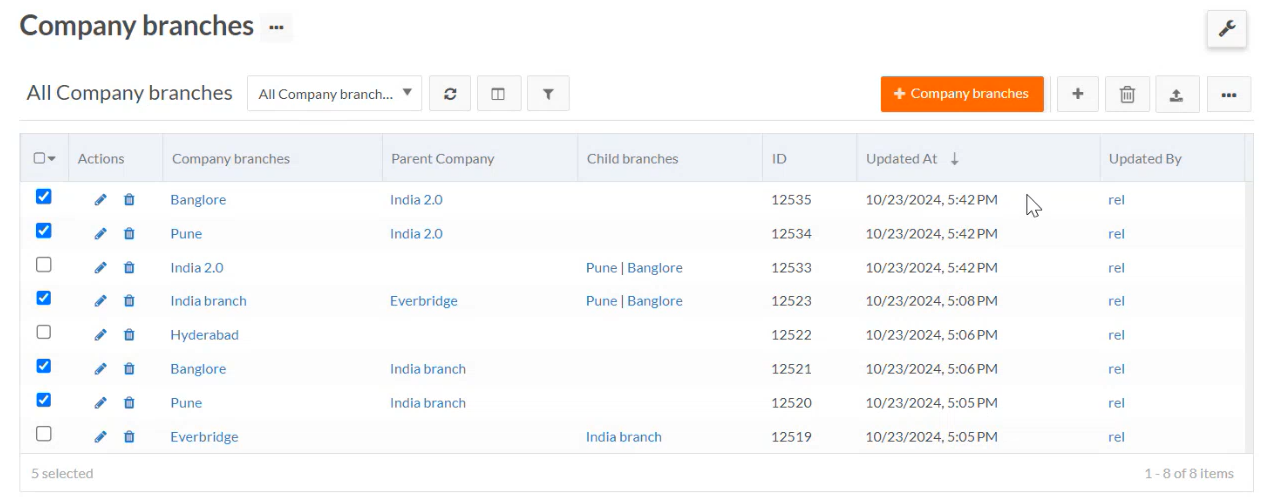 Company branches ...
All Company branches All Company branch... + Company branches
Actions Company branches Parent Company Child branches ID Updated At ↓ Updated By
Banglore India 2.0 12535 10/23/2024, 5:42 PM rel
Pune India 2.0 12534 10/23/2024, 5:42 PM rel
India 2.0 Pune | Banglore 12533 10/23/2024, 5:42 PM rel
India branch Everbridge Pune | Banglore 12523 10/23/2024, 5:08 PM rel
Hyderabad 12522 10/23/2024, 5:06 PM rel
Banglore India branch 12521 10/23/2024, 5:06 PM rel
Pune India branch 12520 10/23/2024, 5:05 PM rel
Everbridge India branch 12519 10/23/2024, 5:05 PM rel
5 selected 1 - 8 of 8 items